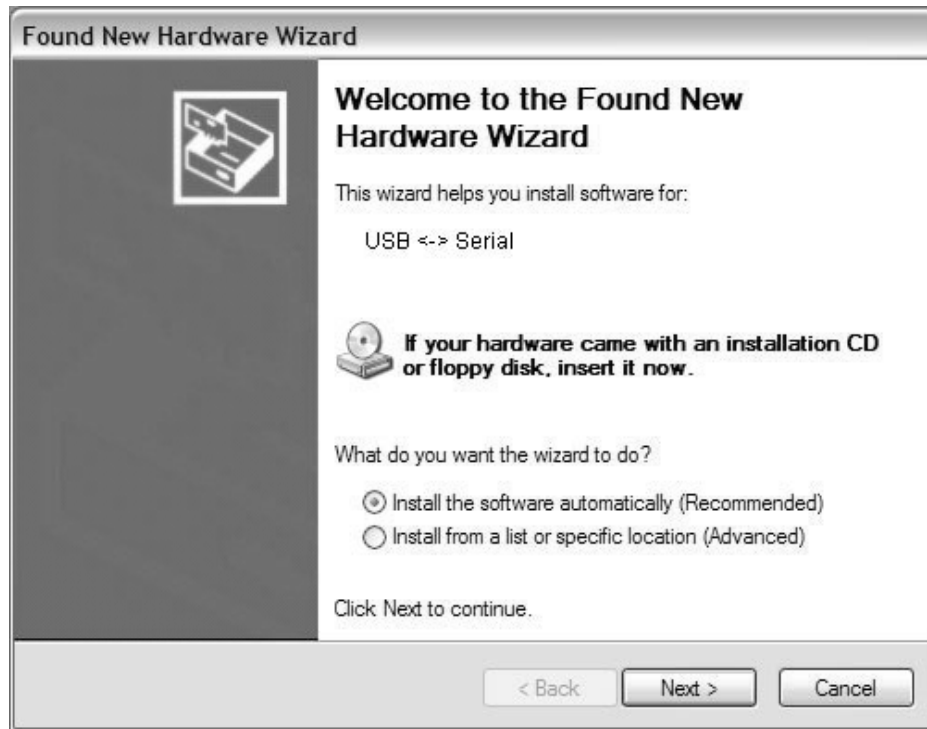 Found New Hardware Wizard
Welcome to the Found New
Hardware Wizard
This wizard helps you install software for:
USB <-> Serial
If your hardware came with an installation CD
or floppy disk, insert it now.
What do you want the wizard to do?
Install the software automatically (Recommended)
Install from a list or specific location (Advanced)
Click Next to continue.
< Back Next > Cancel